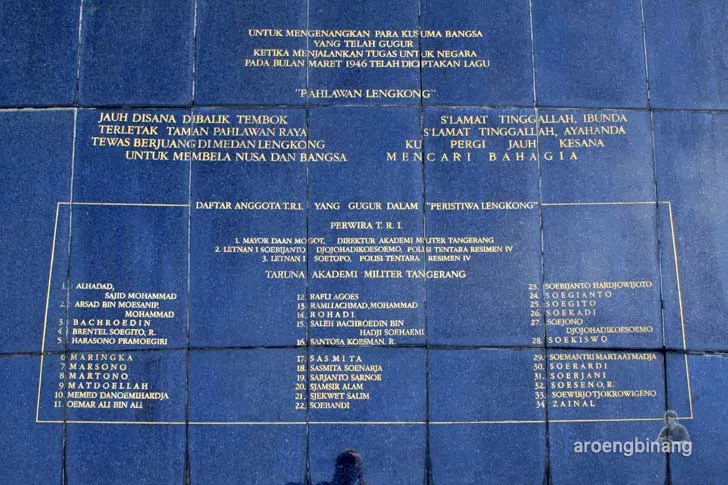 UNTUK MENGENANGKAN PARA KUSUMA BANGSA
YANG TELAH GUGUR
KETIKA MENJALANKAN TUGAS UNTUK NEGARA
PADA BULAN MARET 1946 TELAH DICIPTAKAN LAGU
"PAHLAWAN LENGKONG"
JAUH DISANA DIBALIK TEMBOK
TERLETAK TAMAN PAHLAWAN RAYA
TEWAS BERJUANG DI MEDAN LENGKONG
UNTUK MEMBELA NUSA DAN BANGSA
S'LAMAT TINGGALLAH, IBUNDA
S'LAMAT TINGGALLAH, AYAHANDA
KU PERGI JAUH KESANA
MENCARI BAHAGIA
DAFTAR ANGGOTA T.R.I. YANG GUGUR DALAM "PERISTIWA LENGKONG"
PERWIRA T. R. I.
1. MAYOR DAAN MOGOT, DIREKTUR AKADEMI MILITER TANGERANG
2. LETNAN I SOEBIJANTO DJOJOHADIKOESOEMO, POLISI TENTARA RESIMEN IV
3. LETNAN I SOETOPO, POLISI TENTARA RESIMEN IV
TARUNA AKADEMI MILITER TANGERANG
1. ALHADAD,
SAJID MOHAMMAD
2. ARSAD BIN MOESANIP,
MOHAMMAD
3. BACHROEDIN
4. BRENTEL SOEGITO, R.
5. HARASONO PRAMOEGIRI
6. MARINGKA
7. MARSONO
8. MARTONO
9. MATDOELLAH
10. MEMED DANOEMIHARDJA
11. OEMAR ALI BIN ALI
12. RAFLI AGOES
13. RAMLI ACHMAD, MOHAMMAD
14. ROHADI
15. SALEH BACHROEDIN BIN
HADJI SOEHAEMI
16. SANTOSA KOESMAN, R.
17. SASMITA
18. SASMITA SOENARJA
19. SARJANTO SARNOE
20. SJAMSIR ALAM
21. SJEKWET SALIM
22. SOEBANDI
23. SOEBIJANTO HARDJOWIJOTO
24. SOEGIANTO
25. SOEGITO
26. SOEKADI
27. SOEJONO
DJOJOHADIKOESOEMO
28. SOEKISWO
29. SOEMANTRI MARTAATMADJA
30. SOERARDI
31. SOERJANI
32. SOESENO, R.
33. SOEWIRJO TJOKROWIGENO
34. ZAINAL
aroengbinang